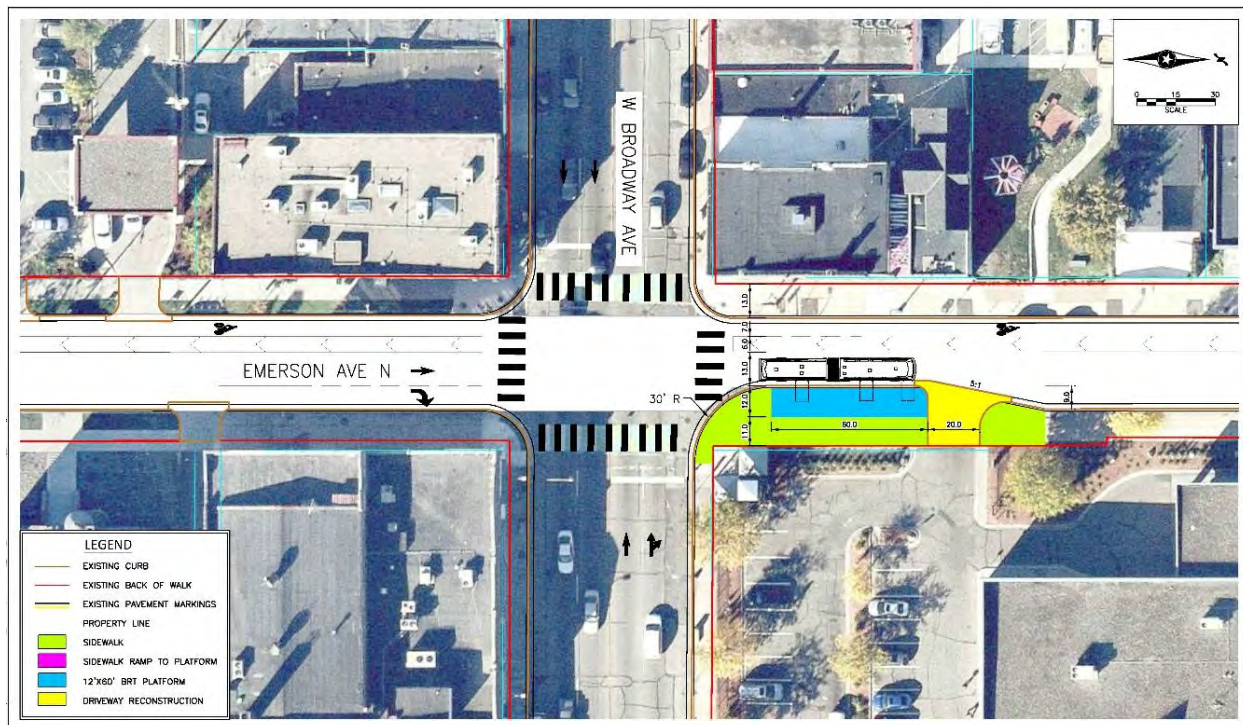 0 15 30
SCALE
W BROADWAY AVE
13.0
7.0
6.0
13.0
12.0
11.0
EMERSON AVE N
30' R
5:1
9.0
60.0
20.0
LEGEND
EXISTING CURB
EXISTING BACK OF WALK
EXISTING PAVEMENT MARKINGS
PROPERTY LINE
SIDEWALK
SIDEWALK RAMP TO PLATFORM
12'X60' BRT PLATFORM
DRIVEWAY RECONSTRUCTION